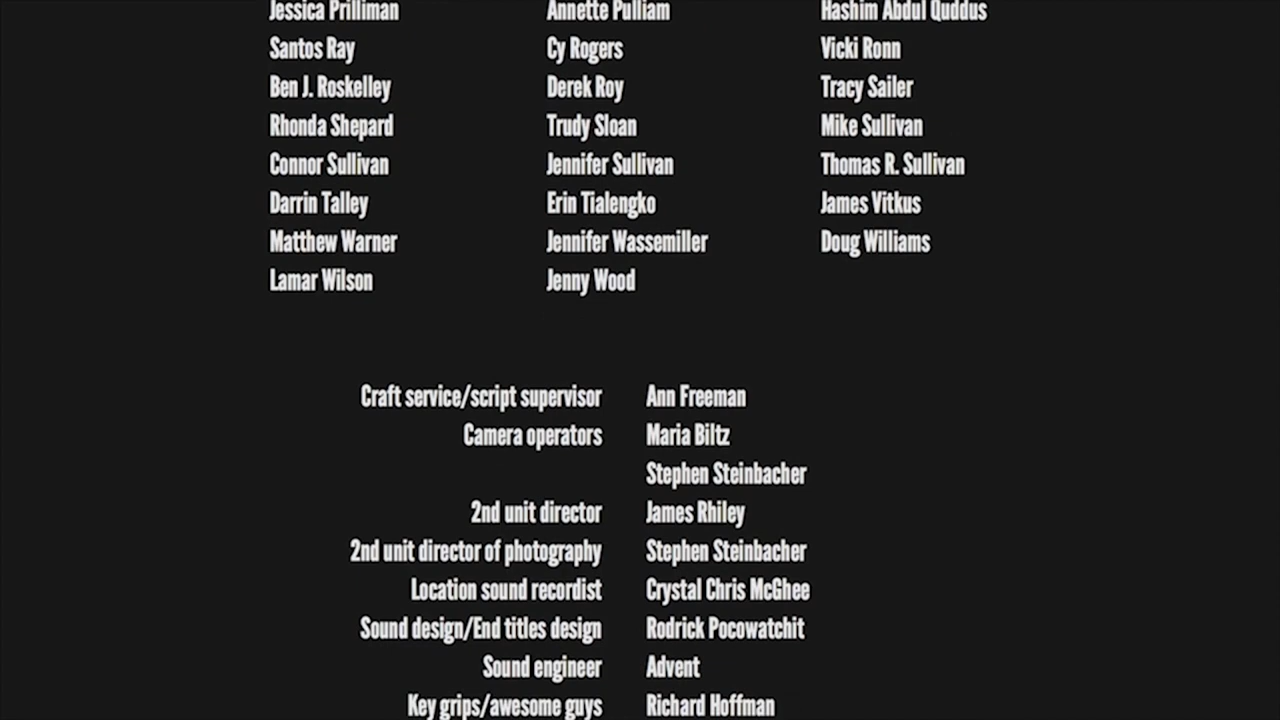 Jessica Prilliman Annette Pulliam Hashim Abdul Quddus
Santos Ray Cy Rogers Vicki Ronn
Ben J. Roskelley Derek Roy Tracy Sailer
Rhonda Shepard Trudy Sloan Mike Sullivan
Connor Sullivan Jennifer Sullivan Thomas R. Sullivan
Darrin Talley Erin Tialengko James Vitkus
Matthew Warner Jennifer Wassemiller Doug Williams
Lamar Wilson Jenny Wood
Craft service/script supervisor Ann Freeman
Camera operators Maria Biltz
Stephen Steinbacher
2nd unit director James Rhiley
2nd unit director of photography Stephen Steinbacher
Location sound recordist Crystal Chris McGhee
Sound design/End titles design Rodrick Pocowatchit
Sound engineer Advent
Key grips/awesome guys Richard Hoffman